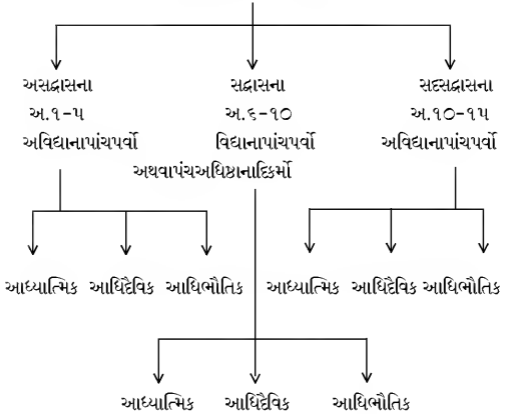 અસદ્વાસના સદ્વાસના સદસદ્વાસના
અ.૧-૫ અ.૬-૧૦ અ.૧૦-૧૫
અવિદ્યાનાપાંચપર્વો વિદ્યાનાપાંચપર્વો અવિદ્યાનાપાંચપર્વો
અથવાપંચઅધિષ્ઠાનાદિકર્મો
આધ્યાત્મિક આધિદૈવિક આધિભૌતિક આધ્યાત્મિક આધિદૈવિક આધિભૌતિક
આધ્યાત્મિક આધિદૈવિક આધિભૌતિક